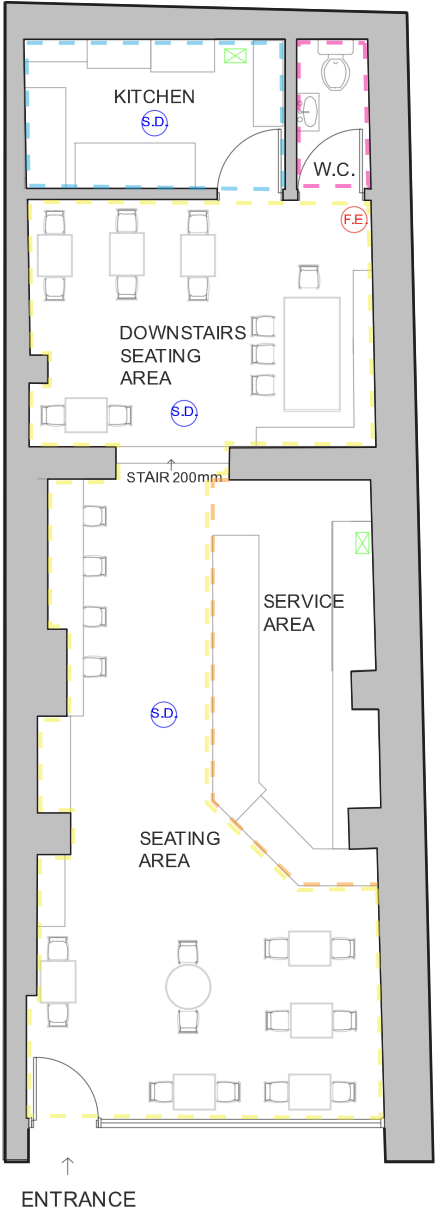 KITCHEN
S.D.
W.C.
F.E.
DOWNSTAIRS
SEATING
AREA
S.D.
STAIR 200mm
SERVICE
AREA
S.D.
SEATING
AREA
ENTRANCE